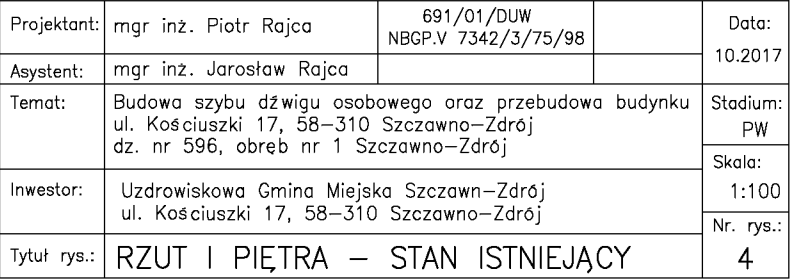 Projektant: mgr inż. Piotr Rajca 691/01/DUW
NBGP.V 7342/3/75/98
Data:
10.2017
Asystent: mgr inż. Jarosław Rajca
Temat: Budowa szybu dźwigu osobowego oraz przebudowa budynku
ul. Kościuszki 17, 58–310 Szczawno–Zdrój
dz. nr 596, obręb nr 1 Szczawno–Zdrój
Stadium:
PW
Skala:
1:100
Inwestor: Uzdrowiskowa Gmina Miejska Szczawn–Zdrój
ul. Kościuszki 17, 58–310 Szczawno–Zdrój
Nr. rys.:
4
Tytuł rys.: RZUT I PIĘTRA – STAN ISTNIEJĄCY